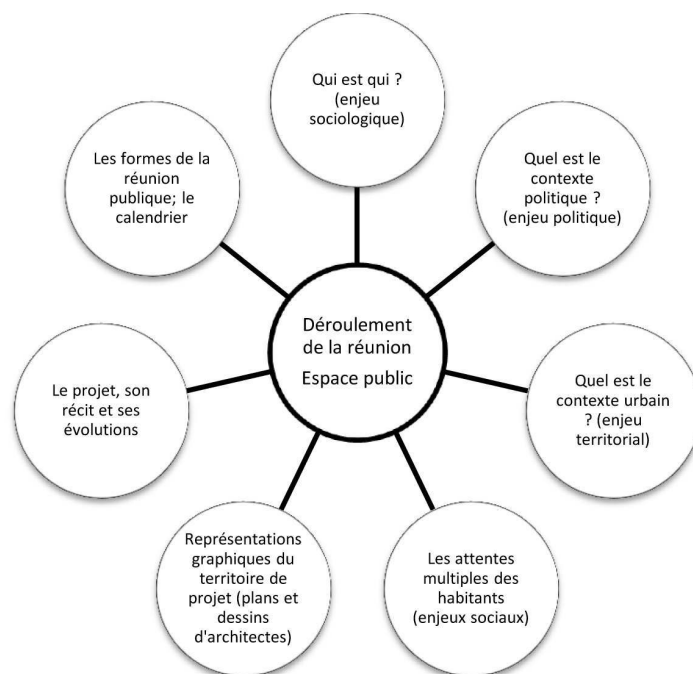 Qui est qui ?
(enjeu
sociologique)
Quel est le
contexte
politique ?
(enjeu politique)
Quel est le
contexte urbain
? (enjeu
territorial)
Les attentes
multiples des
habitants
(enjeux sociaux)
Représentations
graphiques du
territoire de
projet (plans et
dessins
d'architectes)
Le projet, son
récit et ses
évolutions
Les formes de la
réunion
publique; le
calendrier
Déroulement
de la réunion
Espace public